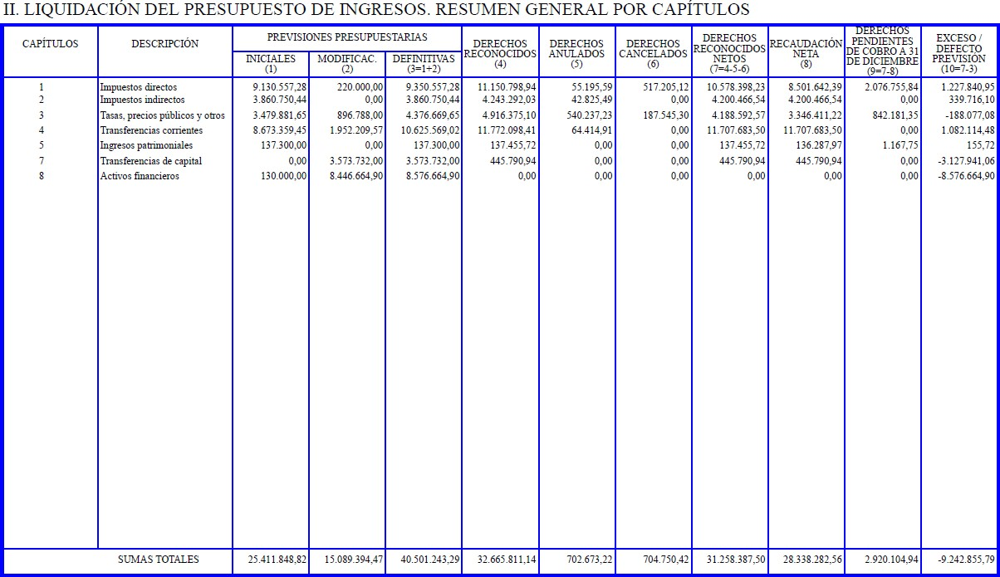 II. LIQUIDACIÓN DEL PRESUPUESTO DE INGRESOS. RESUMEN GENERAL POR CAPÍTULOS
CAPÍTULOS DESCRIPCIÓN PREVISIONES PRESUPUESTARIAS DERECHOS RECONOCIDOS (4) DERECHOS ANULADOS (5) DERECHOS CANCELADOS (6) DERECHOS RECONOCIDOS NETOS (7=4-5-6) RECAUDACIÓN NETA (8) DERECHOS PENDIENTES DE COBRO A 31 DE DICIEMBRE (9=7-8) EXCESO / DEFECTO PREVISIÓN (10=7-3)
INICIALES (1) MODIFICAC. (2) DEFINITIVAS (3=1+2)
1 Impuestos directos 9.130.557,28 220.000,00 9.350.557,28 11.150.798,94 55.195,59 517.205,12 10.578.398,23 8.501.642,39 2.076.755,84 1.227.840,95
2 Impuestos indirectos 3.860.750,44 0,00 3.860.750,44 4.243.292,03 42.825,49 0,00 4.200.466,54 4.200.466,54 0,00 339.716,10
3 Tasas, precios públicos y otros 3.479.881,65 896.788,00 4.376.669,65 4.916.375,10 540.237,23 187.545,30 4.188.592,57 3.346.411,22 842.181,35 -188.077,08
4 Transferencias corrientes 8.673.359,45 1.952.209,57 10.625.569,02 11.772.098,41 64.414,91 0,00 11.707.683,50 11.707.683,50 0,00 1.082.114,48
5 Ingresos patrimoniales 137.300,00 0,00 137.300,00 137.455,72 0,00 0,00 137.455,72 136.287,97 1.167,75 155,72
7 Transferencias de capital 0,00 3.573.732,00 3.573.732,00 445.790,94 0,00 0,00 445.790,94 445.790,94 0,00 -3.127.941,06
8 Activos financieros 130.000,00 8.446.664,90 8.576.664,90 0,00 0,00 0,00 0,00 0,00 0,00 -8.576.664,90
SUMAS TOTALES 25.411.848,82 15.089.394,47 40.501.243,29 32.665.811,14 702.673,22 704.750,42 31.258.387,50 28.338.282,56 2.920.104,94 -9.242.855,79